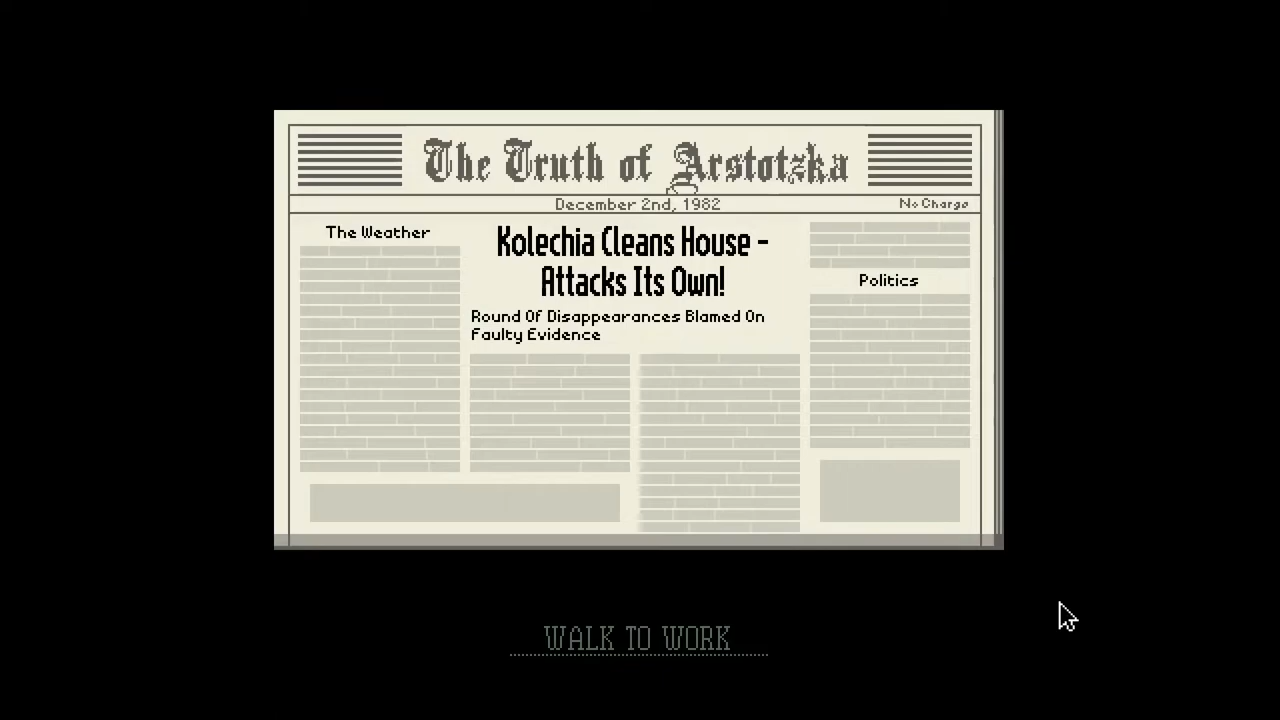 The Truth of Arstotzka
December 2nd, 1982
No Charge
The Weather
Kolechia Cleans House -
Attacks Its Own!
Round Of Disappearances Blamed On
Faulty Evidence
Politics
WALK TO WORK